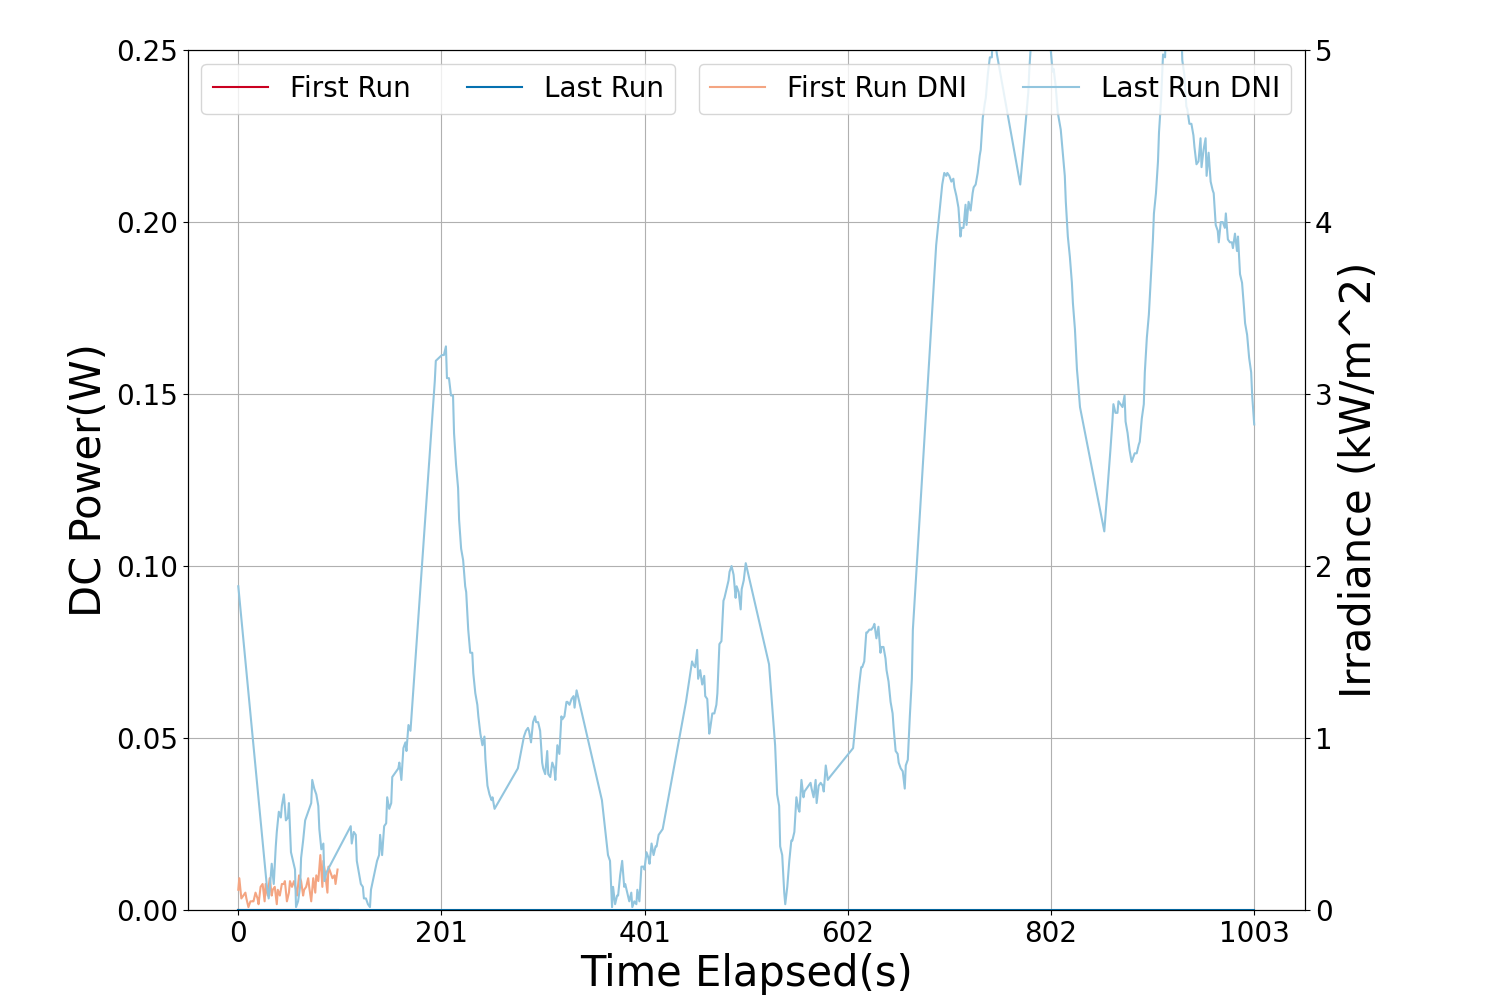 First Run
Last Run
First Run DNI
Last Run DNI
0.25
0.20
0.15
0.10
0.05
0.00
DC Power(W)
5
4
3
2
1
0
Irradiance (kW/m^2)
0
201
401
602
802
1003
Time Elapsed(s)